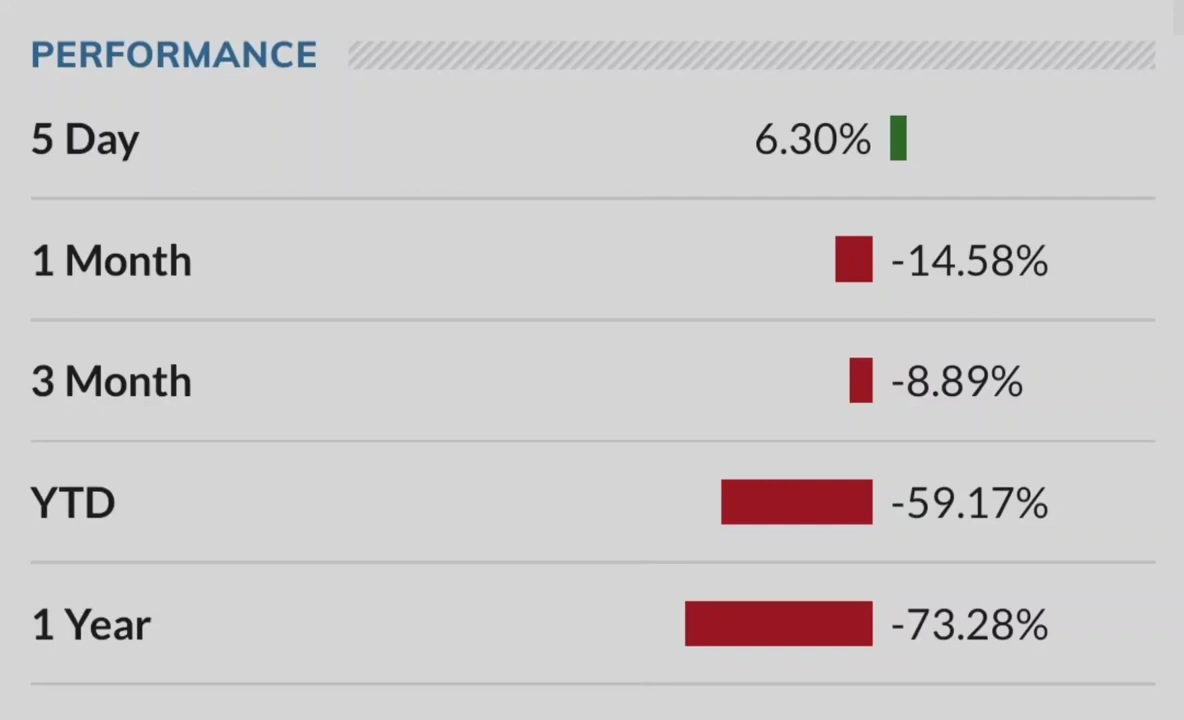 PERFORMANCE
5 Day 6.30%
1 Month -14.58%
3 Month -8.89%
YTD -59.17%
1 Year -73.28%